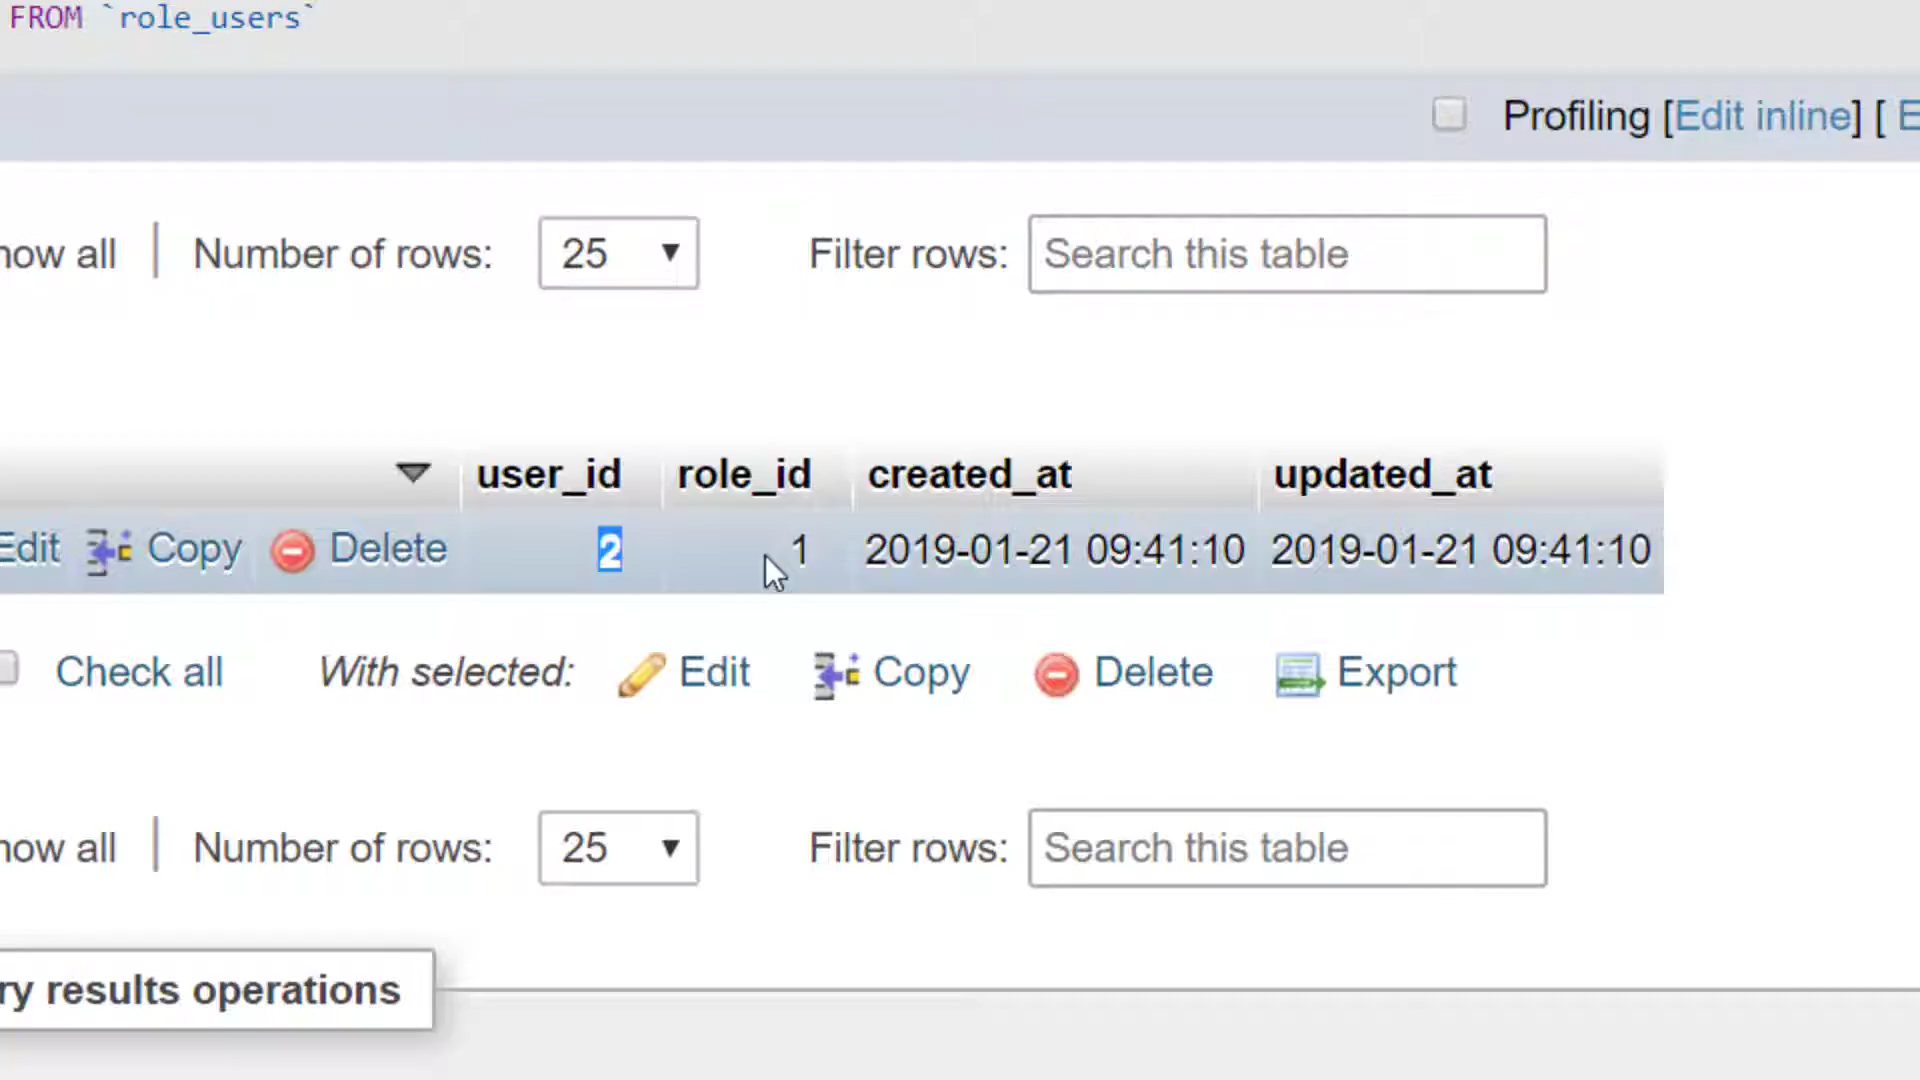 FROM `role_users`
Profiling [Edit inline] [ E
how all | Number of rows: 25 Filter rows: Search this table
user_id role_id created_at updated_at
Edit Copy Delete 2 1 2019-01-21 09:41:10 2019-01-21 09:41:10
Check all With selected: Edit Copy Delete Export
how all | Number of rows: 25 Filter rows: Search this table
ry results operations